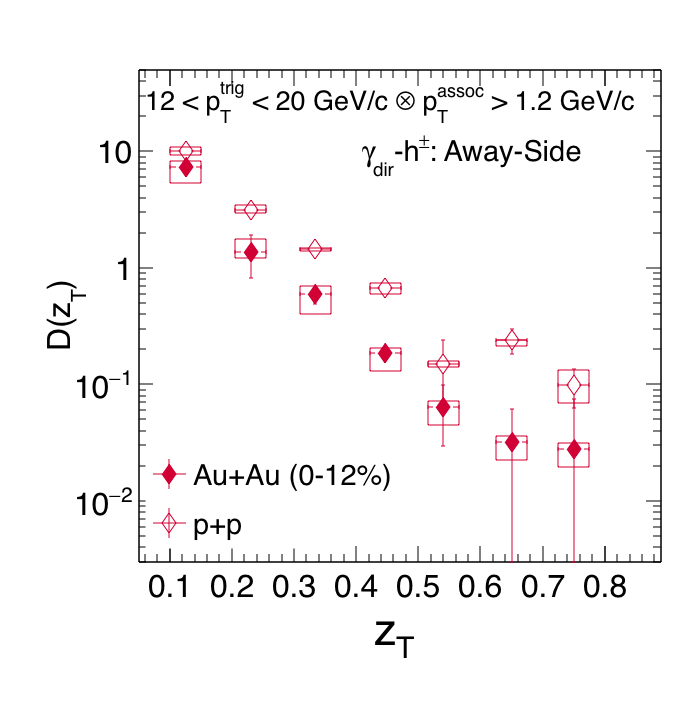 12 < p_T^trig < 20 GeV/c ⊗ p_T^assoc > 1.2 GeV/c
γ_dir-h^±: Away-Side
10
1
10^−1
10^−2
D(z_T)
Au+Au (0-12%)
p+p
0.1 0.2 0.3 0.4 0.5 0.6 0.7 0.8
z_T